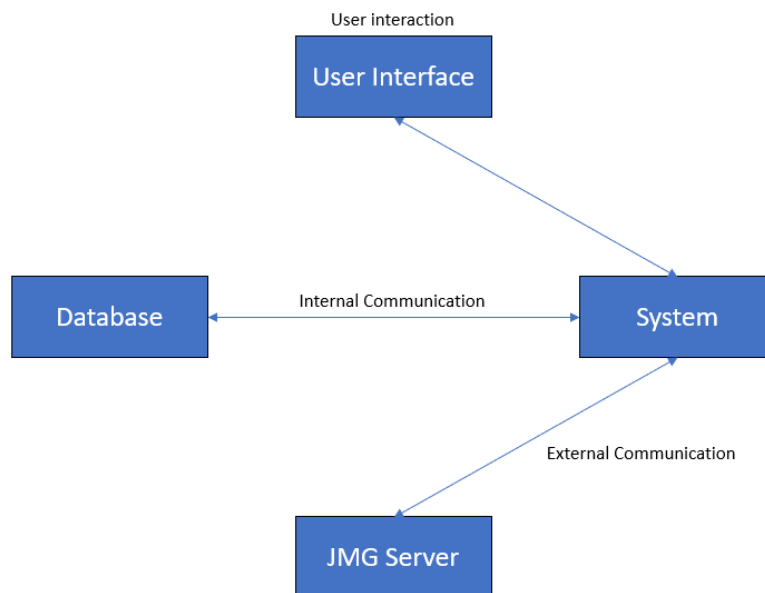 User interaction
User Interface
Internal Communication
Database
System
External Communication
JMG Server